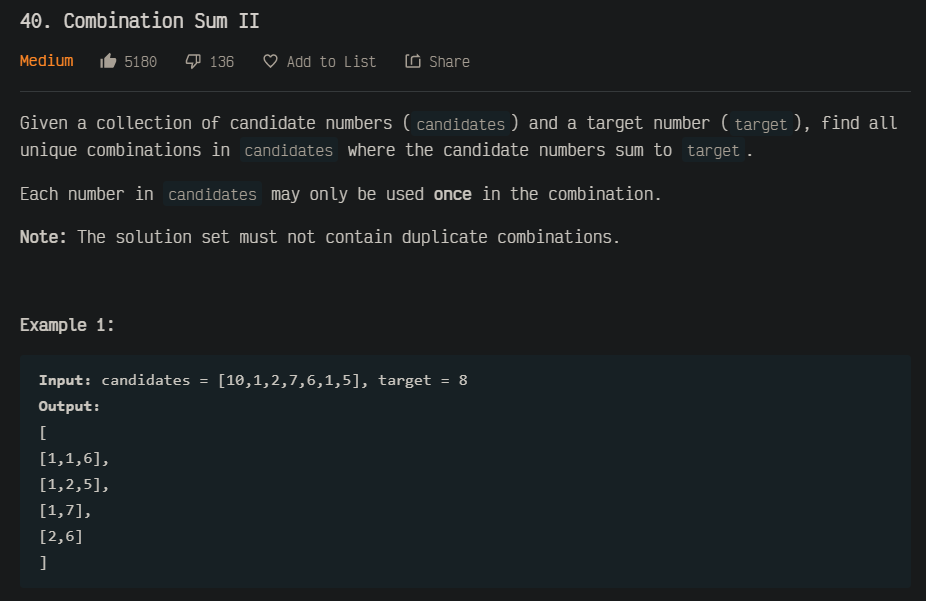 40. Combination Sum II
Medium 5180 136 Add to List Share
Given a collection of candidate numbers ( candidates ) and a target number ( target ), find all
unique combinations in candidates where the candidate numbers sum to target .
Each number in candidates may only be used once in the combination.
Note: The solution set must not contain duplicate combinations.
Example 1:
Input: candidates = [10,1,2,7,6,1,5], target = 8
Output:
[
[1,1,6],
[1,2,5],
[1,7],
[2,6]
]